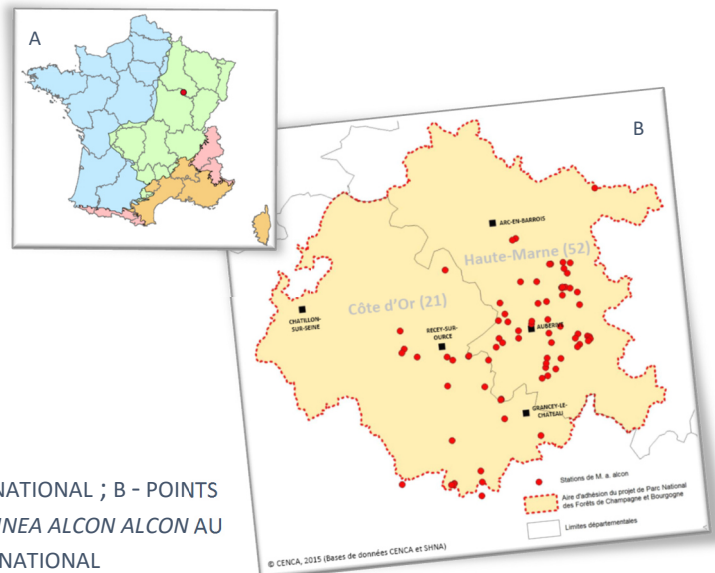 A
B
ARC-EN-BARROIS
Haute-Marne (52)
Côte d'Or (21)
CHATILLON-
SUR-SEINE
RECEY-SUR-
OURCE
AUBERIVE
GRANCEY-LE-
CHÂTEAU
Stations de M. a. alcon
Aire d'adhésion du projet de Parc National
des Forêts de Champagne et Bourgogne
Limites départementales
© CENCA, 2015 (Bases de données CENCA et SHNA)
NATIONAL ; B - POINTS
NEA ALCON ALCON AU
NATIONAL